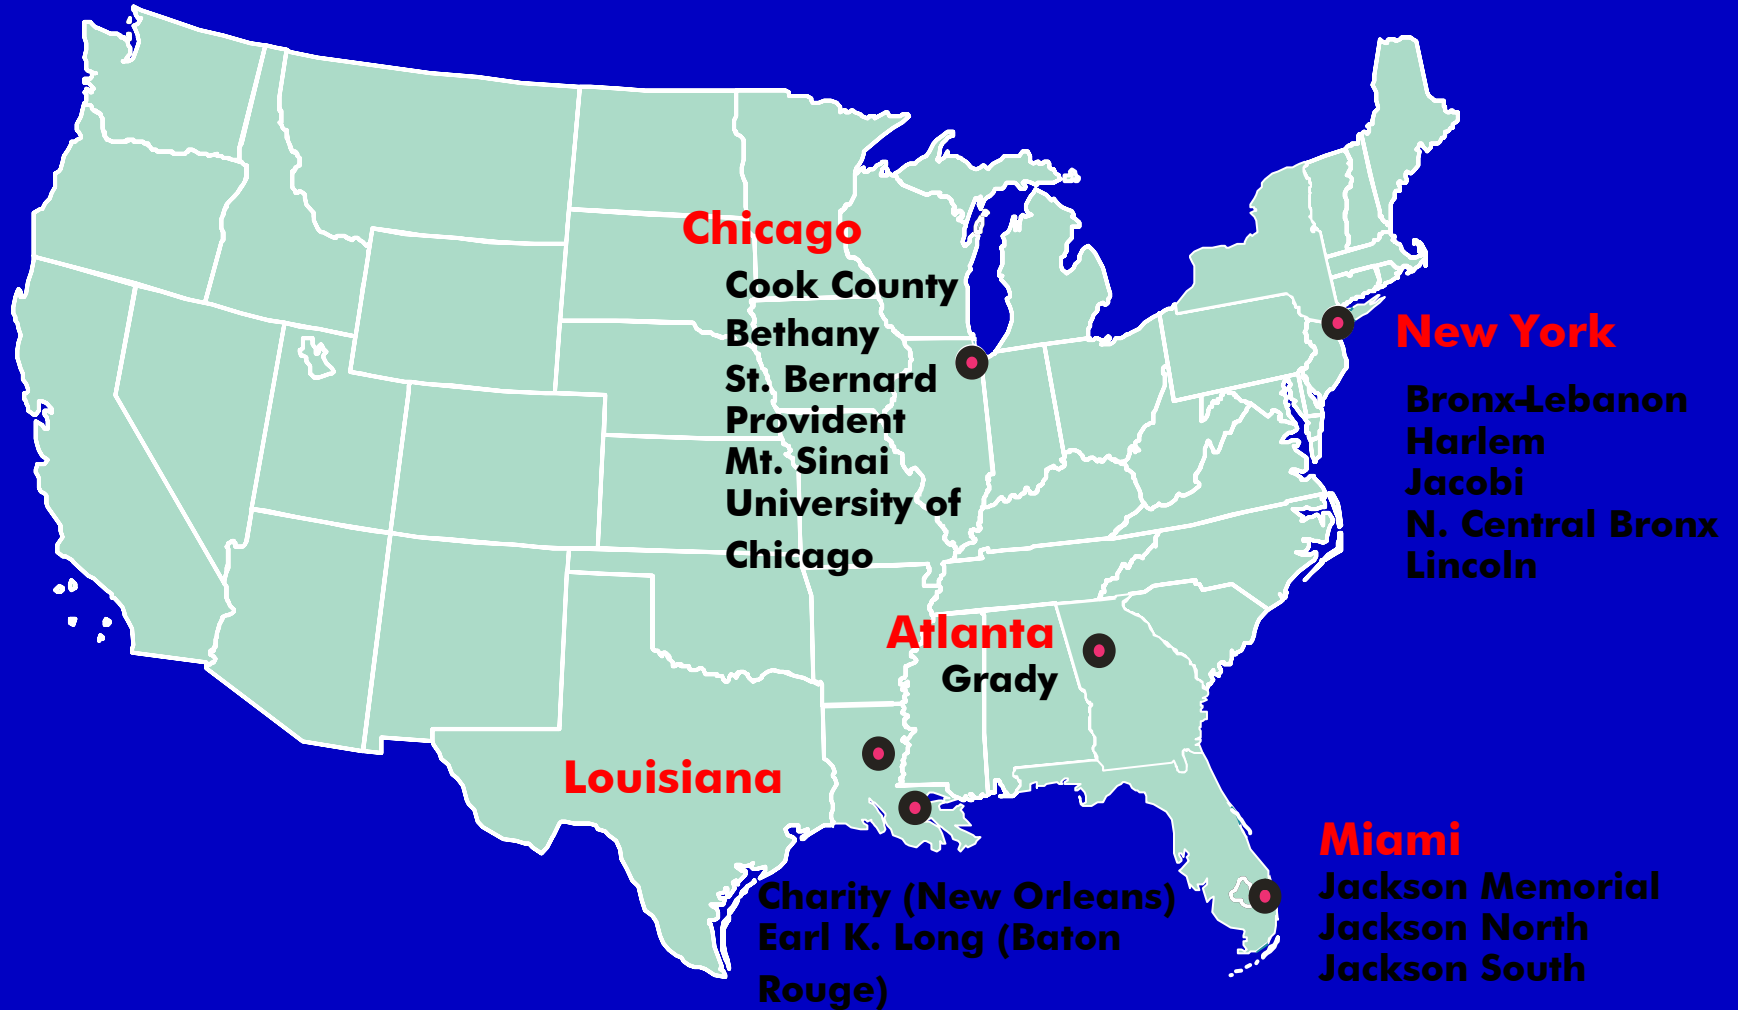 Chicago
Cook County
Bethany
St. Bernard
Provident
Mt. Sinai
University of
Chicago
New York
Bronx-Lebanon
Harlem
Jacobi
N. Central Bronx
Lincoln
Atlanta
Grady
Louisiana
Charity (New Orleans)
Earl K. Long (Baton
Rouge)
Miami
Jackson Memorial
Jackson North
Jackson South